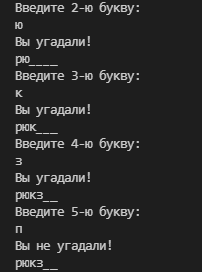 Введите 2-ю букву:
ю
Вы угадали!
рю____
Введите 3-ю букву:
к
Вы угадали!
рюк___
Введите 4-ю букву:
з
Вы угадали!
рюкз__
Введите 5-ю букву:
п
Вы не угадали!
рюкз__